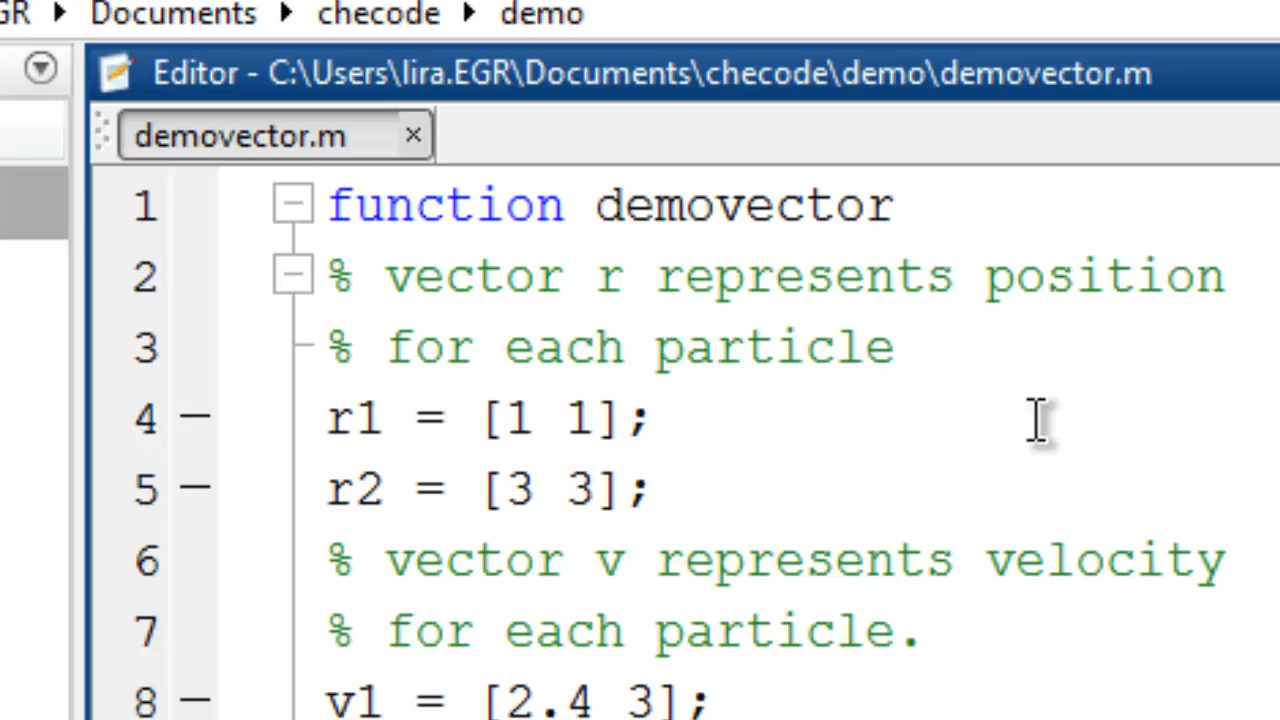 GR ▶ Documents ▶ checode ▶ demo
Editor - C:\Users\lira.EGR\Documents\checode\demo\demovector.m
demovector.m ×
1 function demovector
2 % vector r represents position
3 % for each particle
4 — r1 = [1 1];
5 — r2 = [3 3];
6 % vector v represents velocity
7 % for each particle.
8 — v1 = [2.4 3];